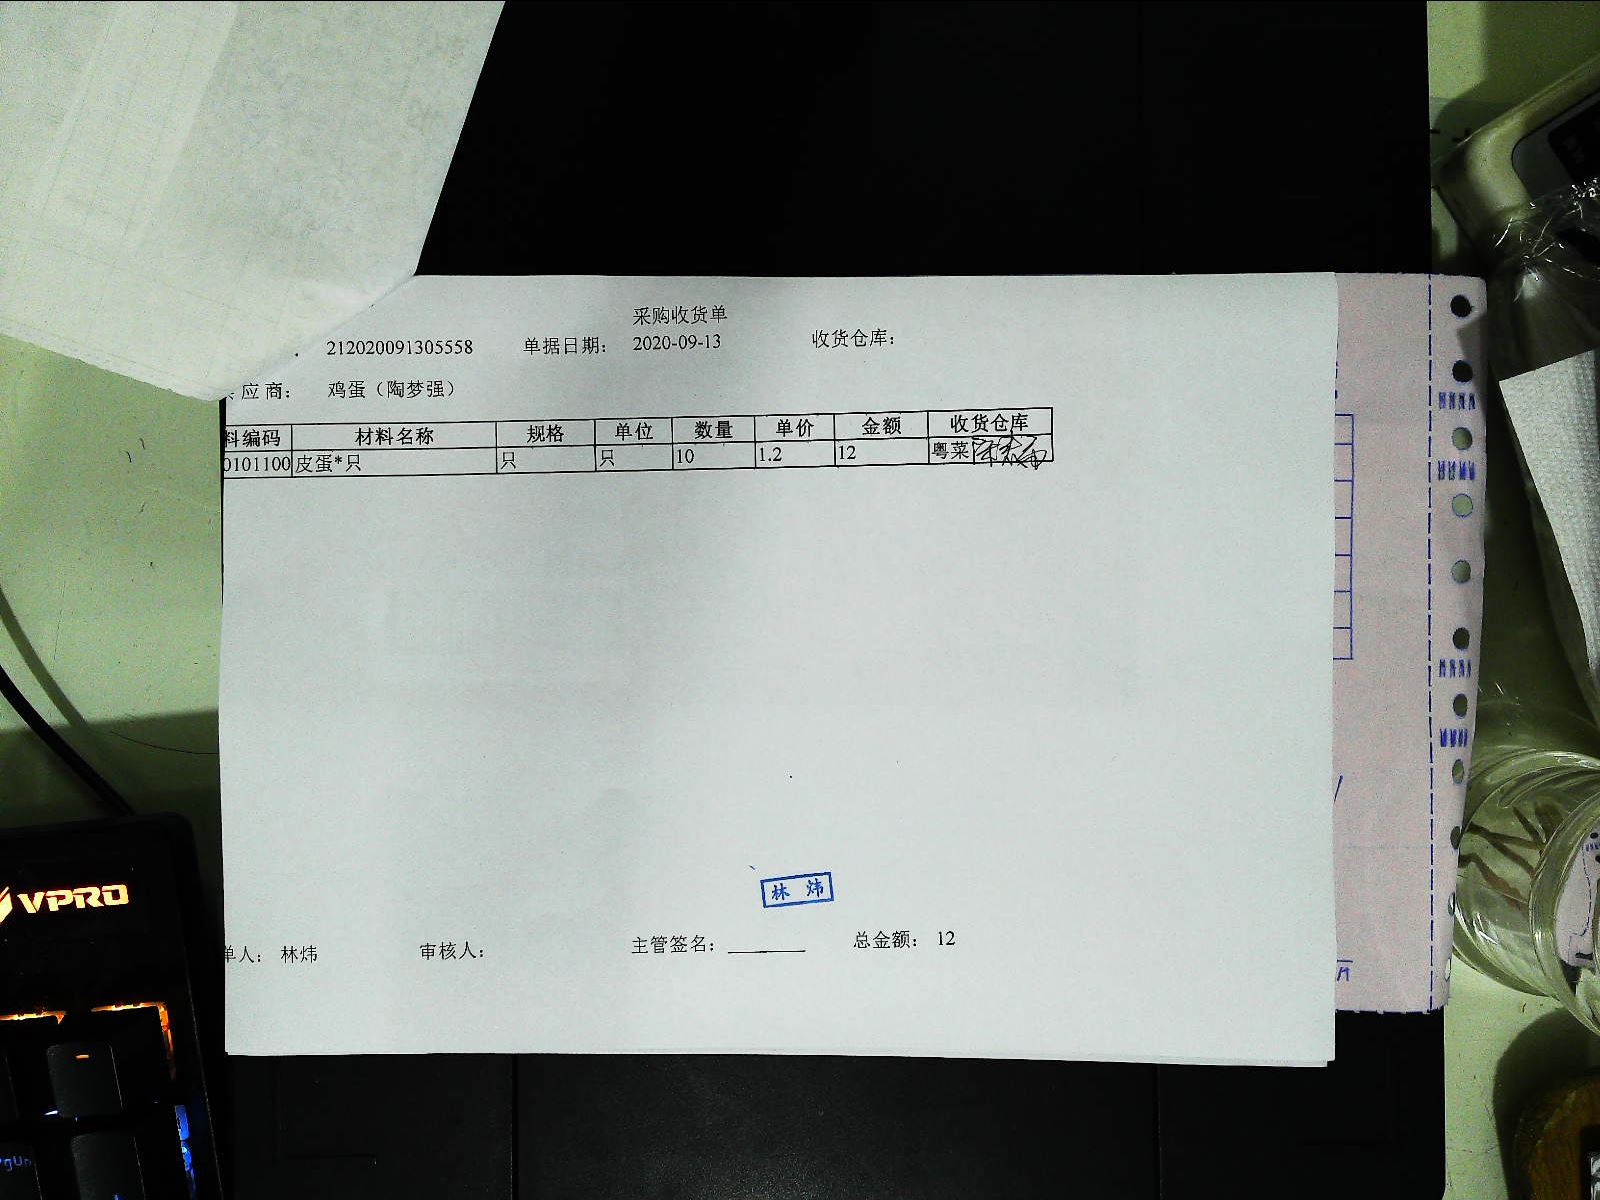 采购收货单
212020091305558 单据日期： 2020-09-13 收货仓库：
应商： 鸡蛋（陶梦强）
料编码 材料名称 规格 单位 数量 单价 金额 收货仓库
0101100 皮蛋*只 只 只 10 1.2 12 粤菜
林 炜
单人： 林炜 审核人： 主管签名： 总金额： 12
VPRO
PgUp